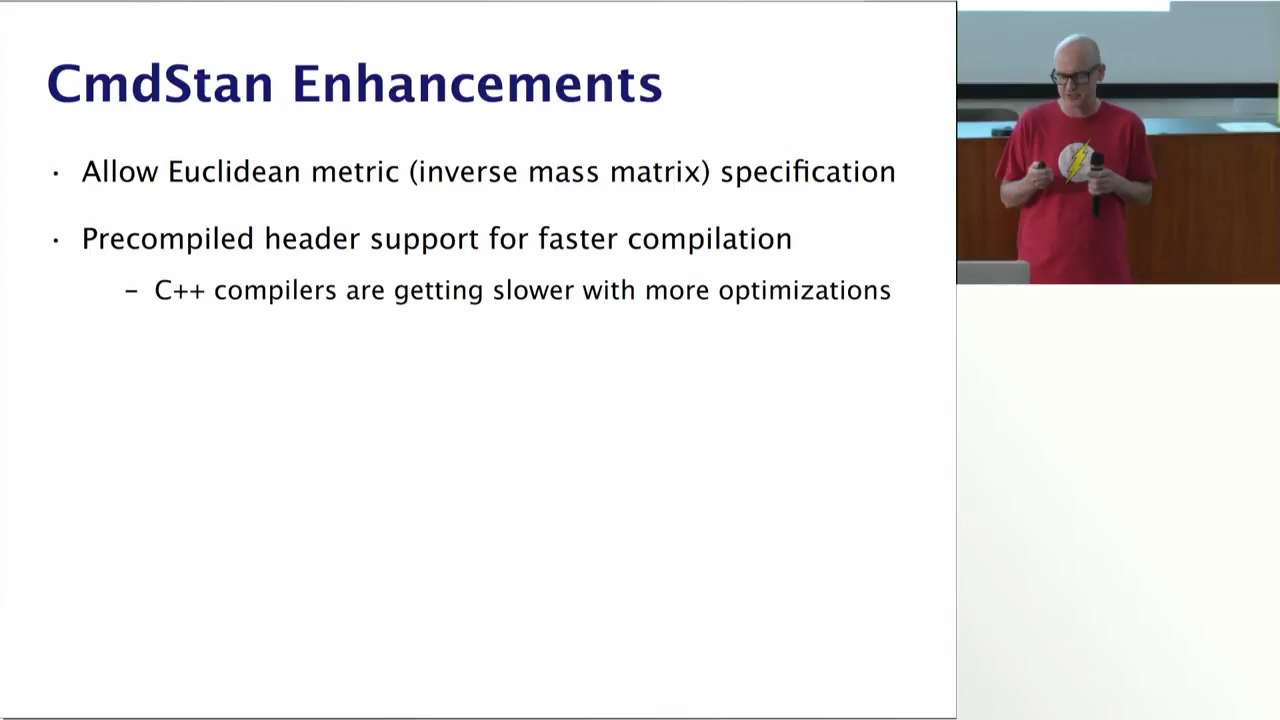 CmdStan Enhancements
· Allow Euclidean metric (inverse mass matrix) specification
· Precompiled header support for faster compilation
– C++ compilers are getting slower with more optimizations